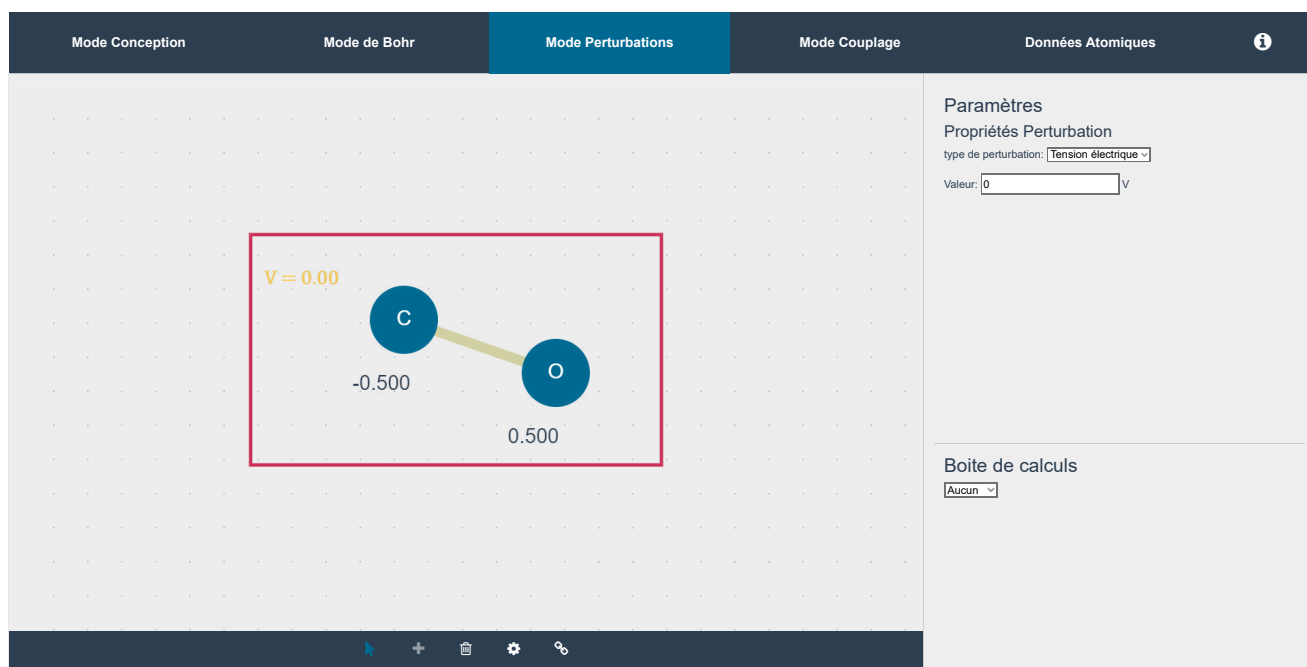 Mode Conception
Mode de Bohr
Mode Perturbations
Mode Couplage
Données Atomiques
Paramètres
Propriétés Perturbation
type de perturbation: Tension électrique
Valeur: 0 V
V = 0.00
C
O
-0.500
0.500
Boite de calculs
Aucun